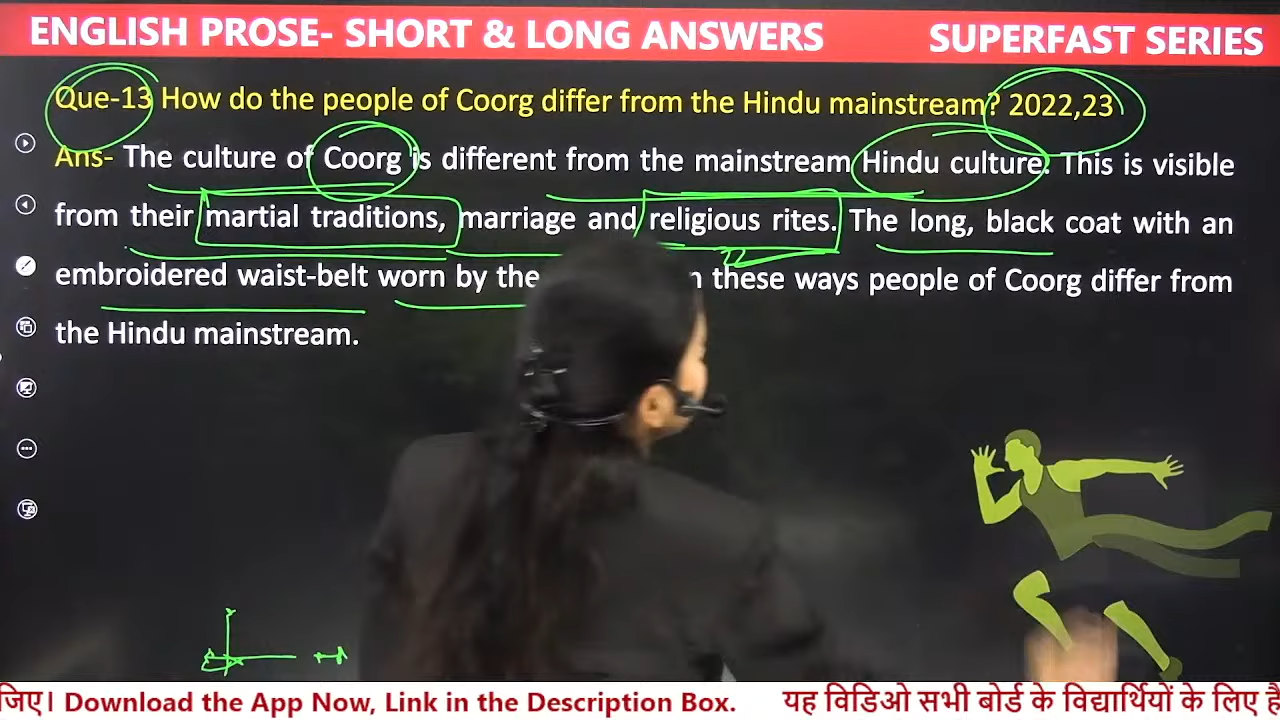 ENGLISH PROSE- SHORT & LONG ANSWERS SUPERFAST SERIES
Que-13 How do the people of Coorg differ from the Hindu mainstream? 2022,23
Ans- The culture of Coorg is different from the mainstream Hindu culture. This is visible
from their martial traditions, marriage and religious rites. The long, black coat with an
embroidered waist-belt worn by the these ways people of Coorg differ from
the Hindu mainstream.
जिए। Download the App Now, Link in the Description Box. यह विडिओ सभी बोर्ड के विद्यार्थियों के लिए है